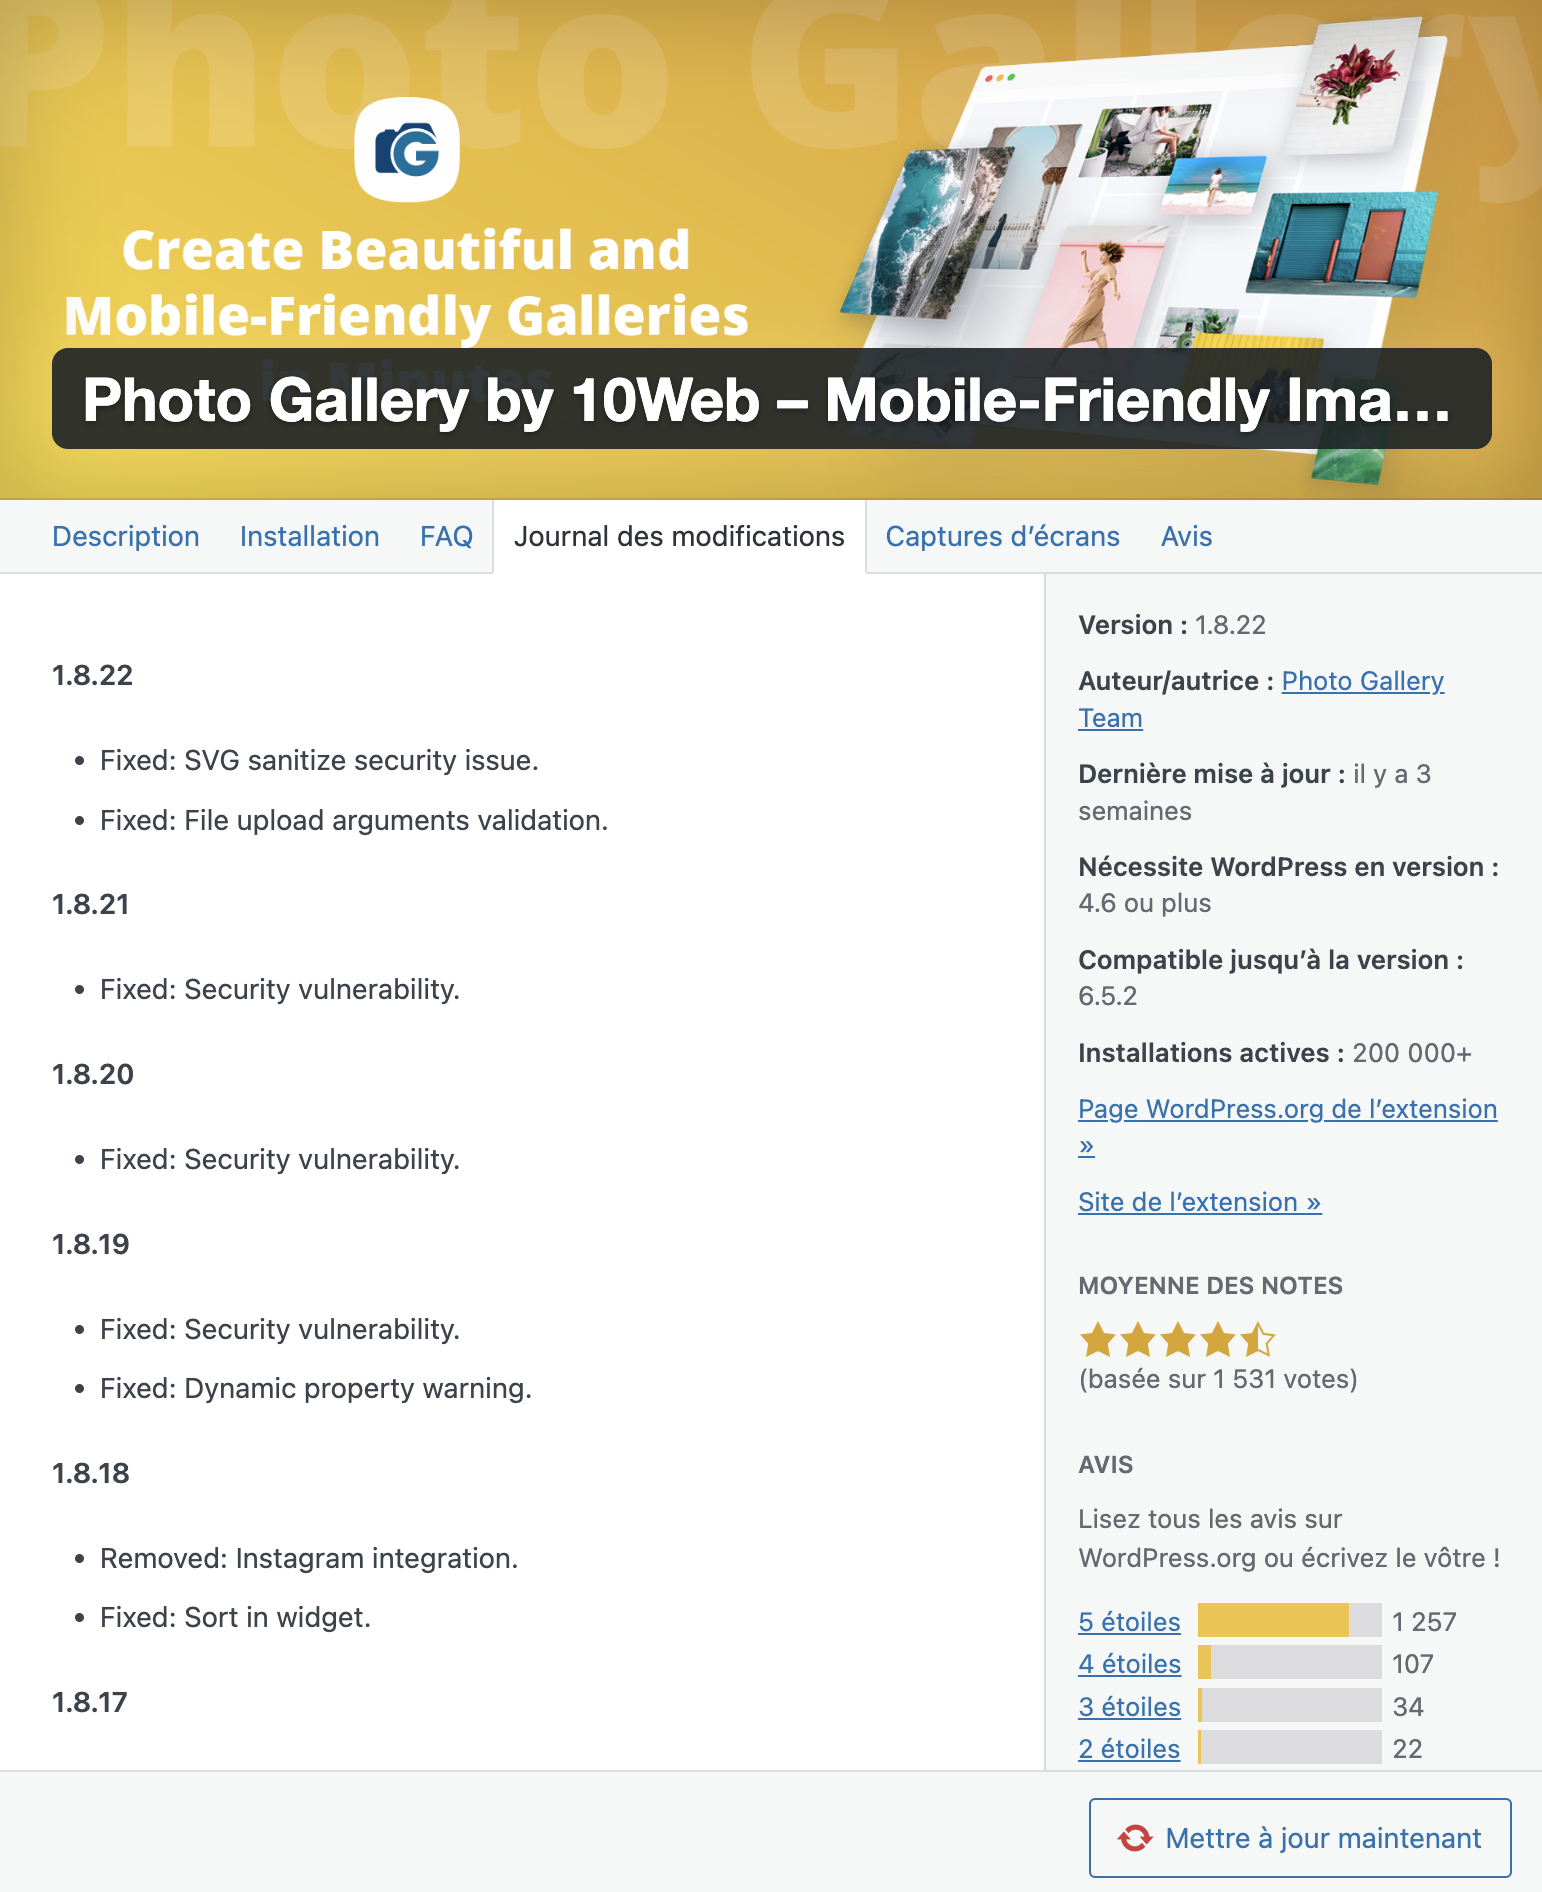 Photo Gallery
G
Create Beautiful and
Mobile-Friendly Galleries
in Minutes
Photo Gallery by 10Web – Mobile-Friendly Ima…
Description Installation FAQ Journal des modifications Captures d’écrans Avis
1.8.22
• Fixed: SVG sanitize security issue.
• Fixed: File upload arguments validation.
1.8.21
• Fixed: Security vulnerability.
1.8.20
• Fixed: Security vulnerability.
1.8.19
• Fixed: Security vulnerability.
• Fixed: Dynamic property warning.
1.8.18
• Removed: Instagram integration.
• Fixed: Sort in widget.
1.8.17
Version : 1.8.22
Auteur/autrice : Photo Gallery
Team
Dernière mise à jour : il y a 3
semaines
Nécessite WordPress en version :
4.6 ou plus
Compatible jusqu’à la version :
6.5.2
Installations actives : 200 000+
Page WordPress.org de l’extension
»
Site de l’extension »
MOYENNE DES NOTES
(basée sur 1 531 votes)
AVIS
Lisez tous les avis sur
WordPress.org ou écrivez le vôtre !
5 étoiles 1 257
4 étoiles 107
3 étoiles 34
2 étoiles 22
Mettre à jour maintenant